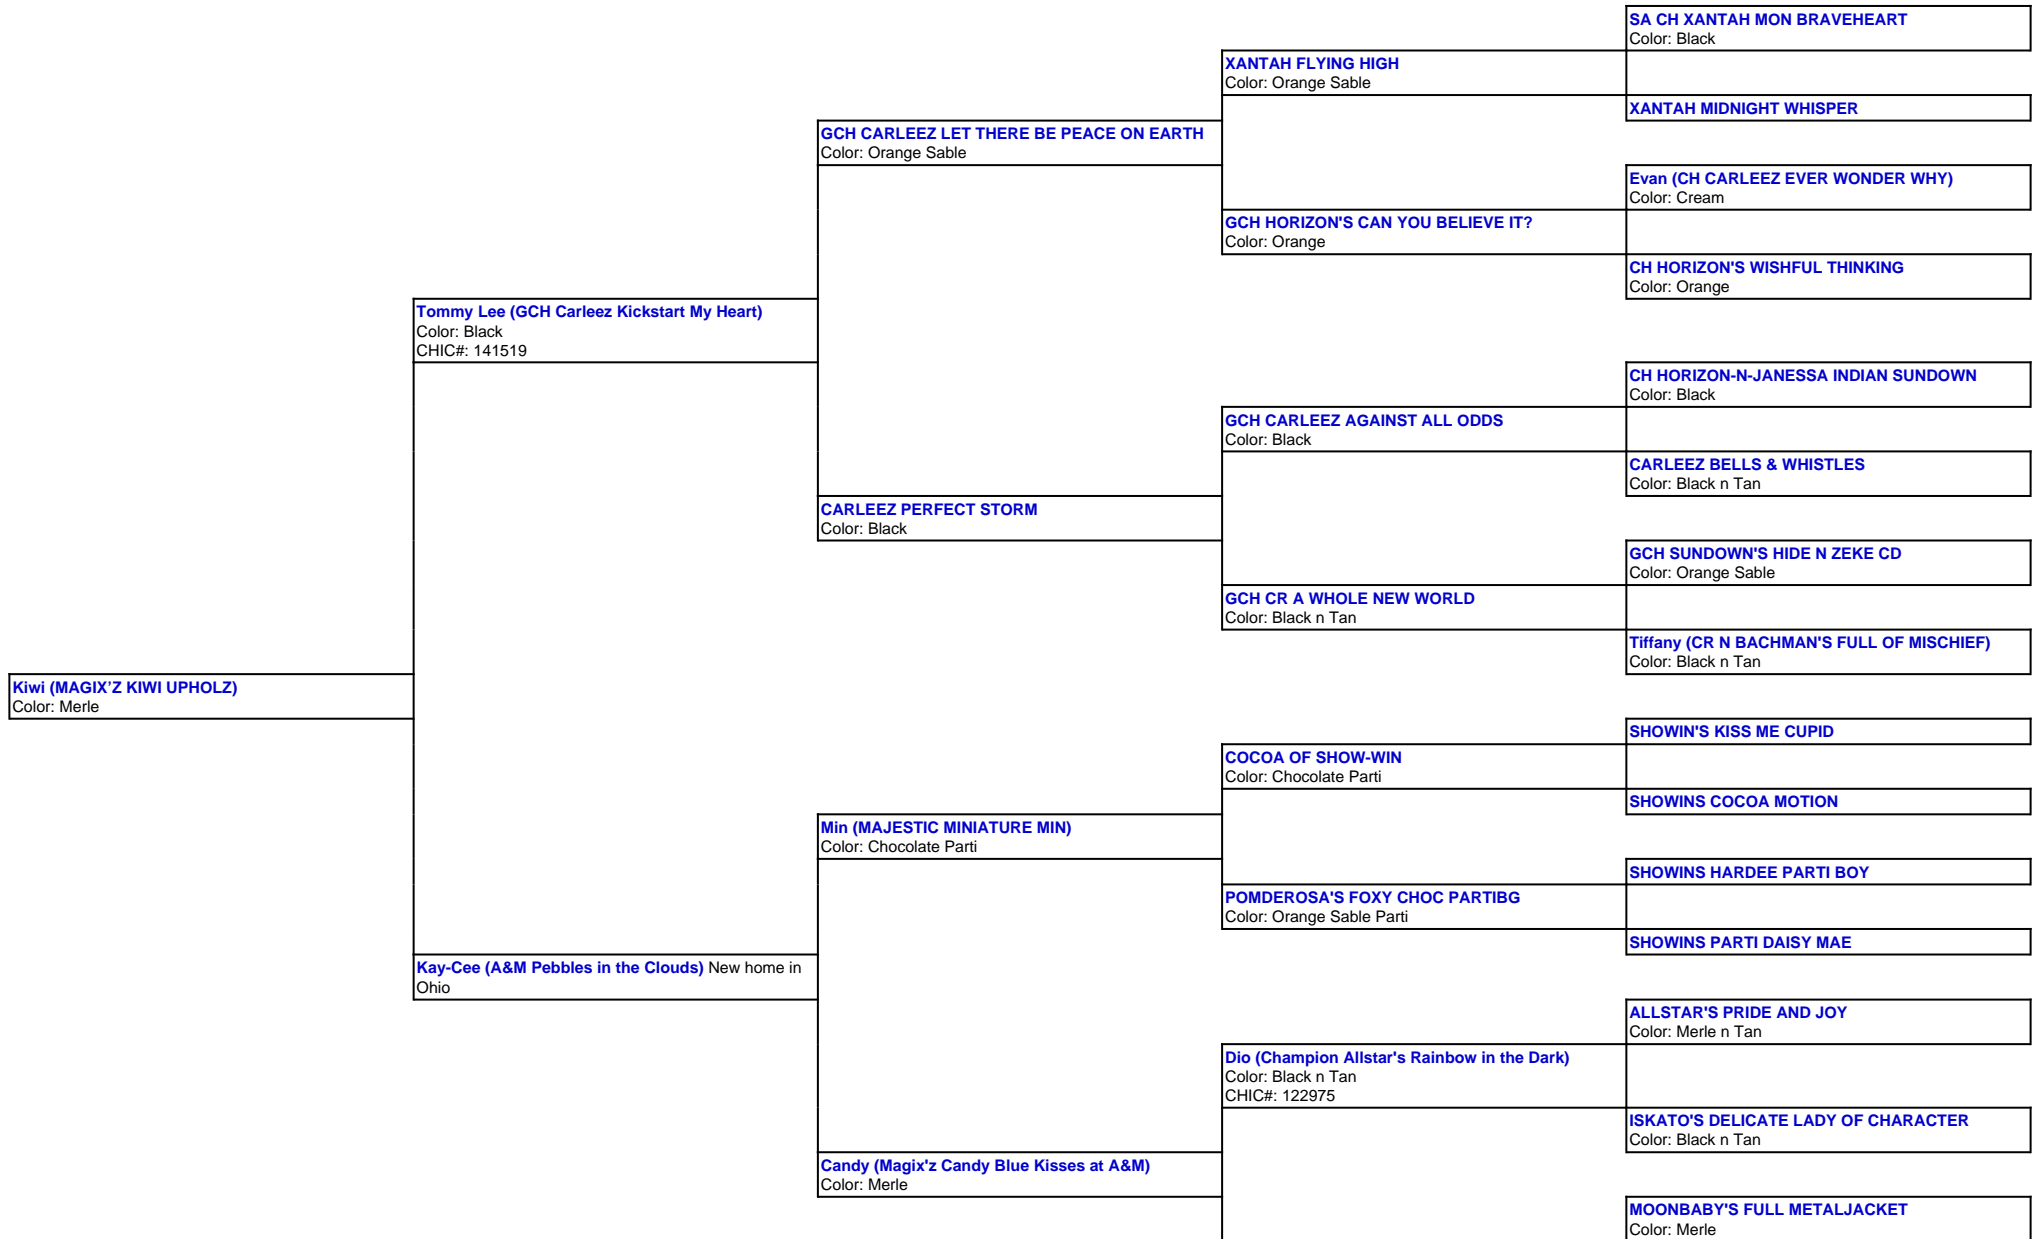 SA CH XANTAH MON BRAVEHEART
Color: Black
XANTAH FLYING HIGH
Color: Orange Sable
XANTAH MIDNIGHT WHISPER
GCH CARLEEZ LET THERE BE PEACE ON EARTH
Color: Orange Sable
Evan (CH CARLEEZ EVER WONDER WHY)
Color: Cream
GCH HORIZON'S CAN YOU BELIEVE IT?
Color: Orange
CH HORIZON'S WISHFUL THINKING
Color: Orange
Tommy Lee (GCH Carleez Kickstart My Heart)
Color: Black
CHIC#: 141519
CH HORIZON-N-JANESSA INDIAN SUNDOWN
Color: Black
GCH CARLEEZ AGAINST ALL ODDS
Color: Black
CARLEEZ BELLS & WHISTLES
Color: Black n Tan
CARLEEZ PERFECT STORM
Color: Black
GCH SUNDOWN'S HIDE N ZEKE CD
Color: Orange Sable
GCH CR A WHOLE NEW WORLD
Color: Black n Tan
Tiffany (CR N BACHMAN'S FULL OF MISCHIEF)
Color: Black n Tan
Kiwi (MAGIX’Z KIWI UPHOLZ)
Color: Merle
SHOWIN'S KISS ME CUPID
COCOA OF SHOW-WIN
Color: Chocolate Parti
SHOWINS COCOA MOTION
Min (MAJESTIC MINIATURE MIN)
Color: Chocolate Parti
SHOWINS HARDEE PARTI BOY
POMDEROSA'S FOXY CHOC PARTIBG
Color: Orange Sable Parti
SHOWINS PARTI DAISY MAE
Kay-Cee (A&M Pebbles in the Clouds) New home in
Ohio
ALLSTAR'S PRIDE AND JOY
Color: Merle n Tan
Dio (Champion Allstar's Rainbow in the Dark)
Color: Black n Tan
CHIC#: 122975
ISKATO'S DELICATE LADY OF CHARACTER
Color: Black n Tan
Candy (Magix'z Candy Blue Kisses at A&M)
Color: Merle
MOONBABY'S FULL METALJACKET
Color: Merle